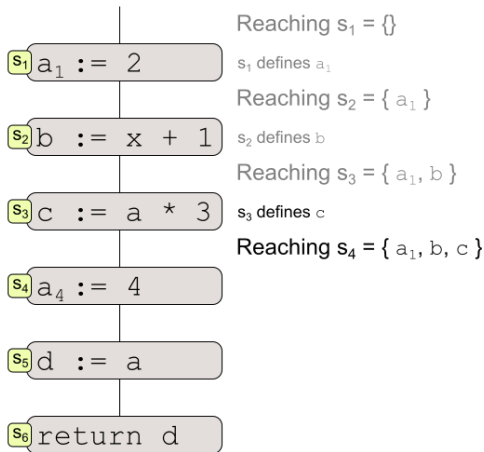 Reaching s₁ = {}
s₁ a₁ := 2
s₁ defines a₁
Reaching s₂ = { a₁ }
s₂ b := x + 1
s₂ defines b
Reaching s₃ = { a₁, b }
s₃ c := a * 3
s₃ defines c
Reaching s₄ = { a₁, b, c }
s₄ a₄ := 4
s₅ d := a
s₆ return d